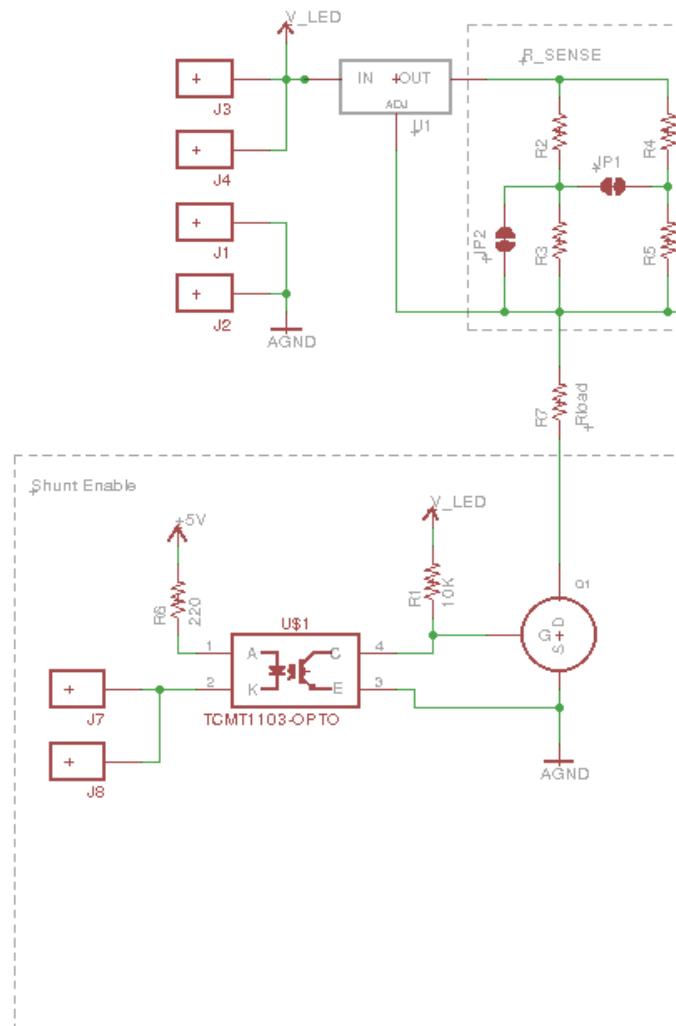 V_LED
R_SENSE
J3
IN
OUT
ADJ
U1
J4
J1
J2
AGND
R2
R4
JP1
JP2
R3
R5
R7
Rload
Shunt Enable
+5V
V_LED
R6
220
R1
10K
Q1
U$1
1
A
C
4
2
K
E
3
TCMT1103-OPTO
G
D
S
J7
J8
AGND